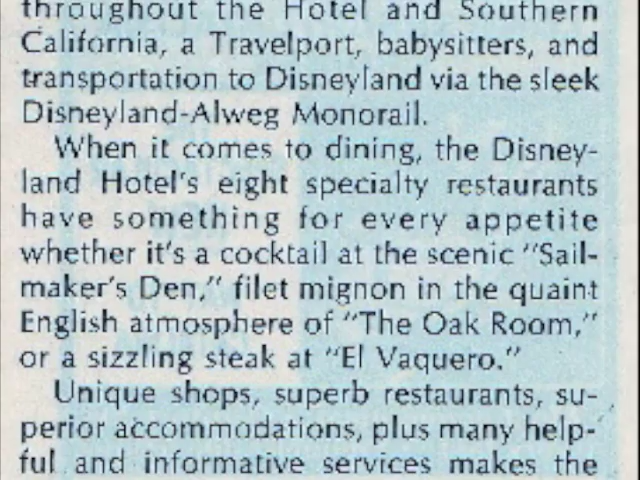 throughout the Hotel and Southern
California, a Travelport, babysitters, and
transportation to Disneyland via the sleek
Disneyland-Alweg Monorail.
When it comes to dining, the Disney-
land Hotel's eight specialty restaurants
have something for every appetite
whether it's a cocktail at the scenic "Sail-
maker's Den," filet mignon in the quaint
English atmosphere of "The Oak Room,"
or a sizzling steak at "El Vaquero."
Unique shops, superb restaurants, su-
perior accommodations, plus many help-
ful and informative services makes the